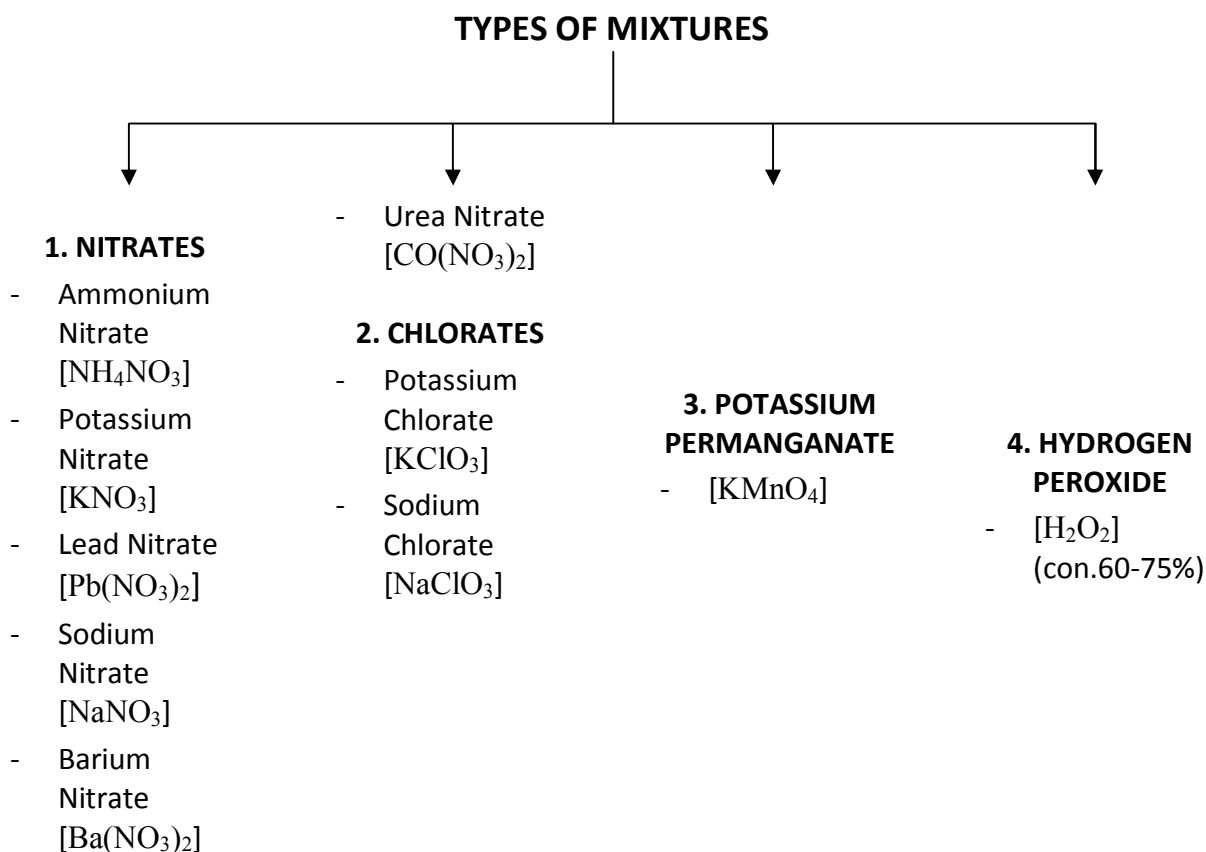 TYPES OF MIXTURES
1. NITRATES
- Ammonium
Nitrate
[NH₄NO₃]
- Potassium
Nitrate
[KNO₃]
- Lead Nitrate
[Pb(NO₃)₂]
- Sodium
Nitrate
[NaNO₃]
- Barium
Nitrate
[Ba(NO₃)₂]
- Urea Nitrate
[CO(NO₃)₂]
2. CHLORATES
- Potassium
Chlorate
[KClO₃]
- Sodium
Chlorate
[NaClO₃]
3. POTASSIUM
PERMANGANATE
- [KMnO₄]
4. HYDROGEN
PEROXIDE
- [H₂O₂]
(con.60-75%)